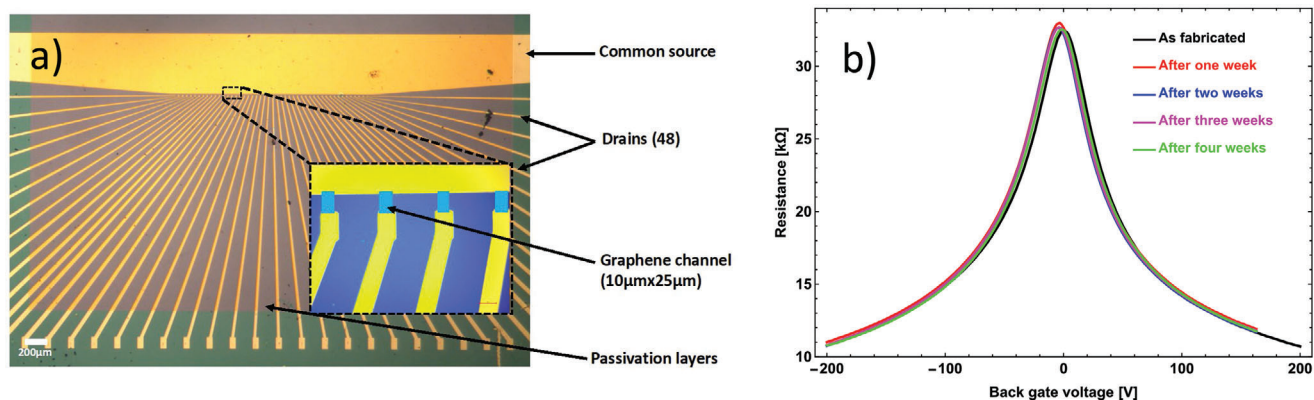 a)
Common source
Drains (48)
Graphene channel
(10µmx25µm)
Passivation layers
200µm
b)
As fabricated
After one week
After two weeks
After three weeks
After four weeks
Resistance [kΩ]
30
25
20
15
10
−200
−100
0
100
200
Back gate voltage [V]